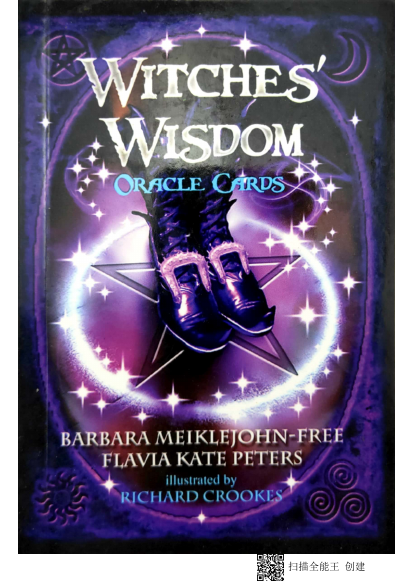 WITCHES'
WISDOM
ORACLE CARDS
BARBARA MEIKLEJOHN-FREE
FLAVIA KATE PETERS
illustrated by
RICHARD CROOKES
扫描全能王 创建